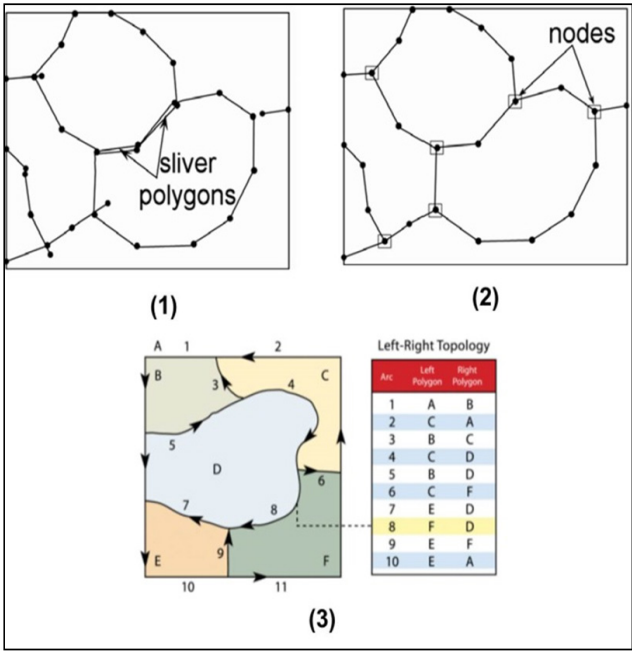 nodes
sliver
polygons
(1)
(2)
A 1 2
B
C
3
4
5
D
6
7
8
9
E
F
10 11
Left-Right Topology
Arc Left Polygon Right Polygon
1 A B
2 C A
3 B C
4 C D
5 B D
6 C F
7 E D
8 F D
9 E F
10 E A
(3)